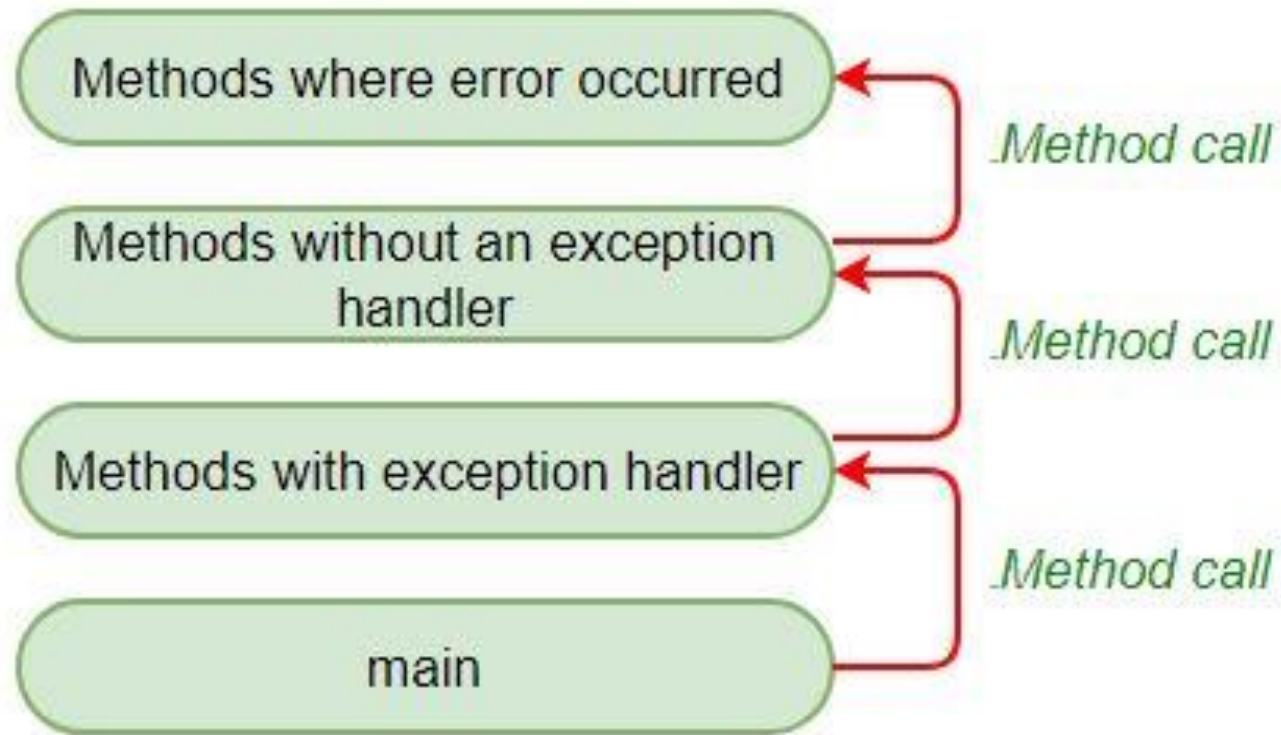 Methods where error occurred
.Method call
Methods without an exception
handler
.Method call
Methods with exception handler
.Method call
main